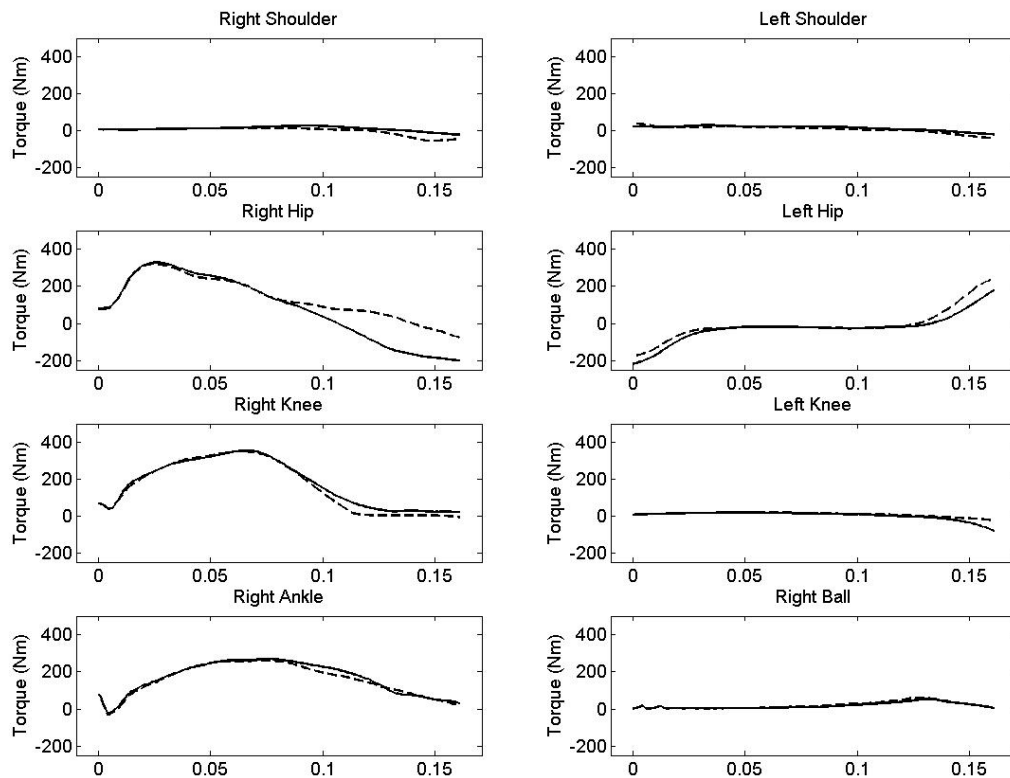 Right Shoulder
Torque (Nm)
400
200
0
-200
0 0.05 0.1 0.15
Left Shoulder
Torque (Nm)
400
200
0
-200
0 0.05 0.1 0.15
Right Hip
Torque (Nm)
400
200
0
-200
0 0.05 0.1 0.15
Left Hip
Torque (Nm)
400
200
0
-200
0 0.05 0.1 0.15
Right Knee
Torque (Nm)
400
200
0
-200
0 0.05 0.1 0.15
Left Knee
Torque (Nm)
400
200
0
-200
0 0.05 0.1 0.15
Right Ankle
Torque (Nm)
400
200
0
-200
0 0.05 0.1 0.15
Right Ball
Torque (Nm)
400
200
0
-200
0 0.05 0.1 0.15